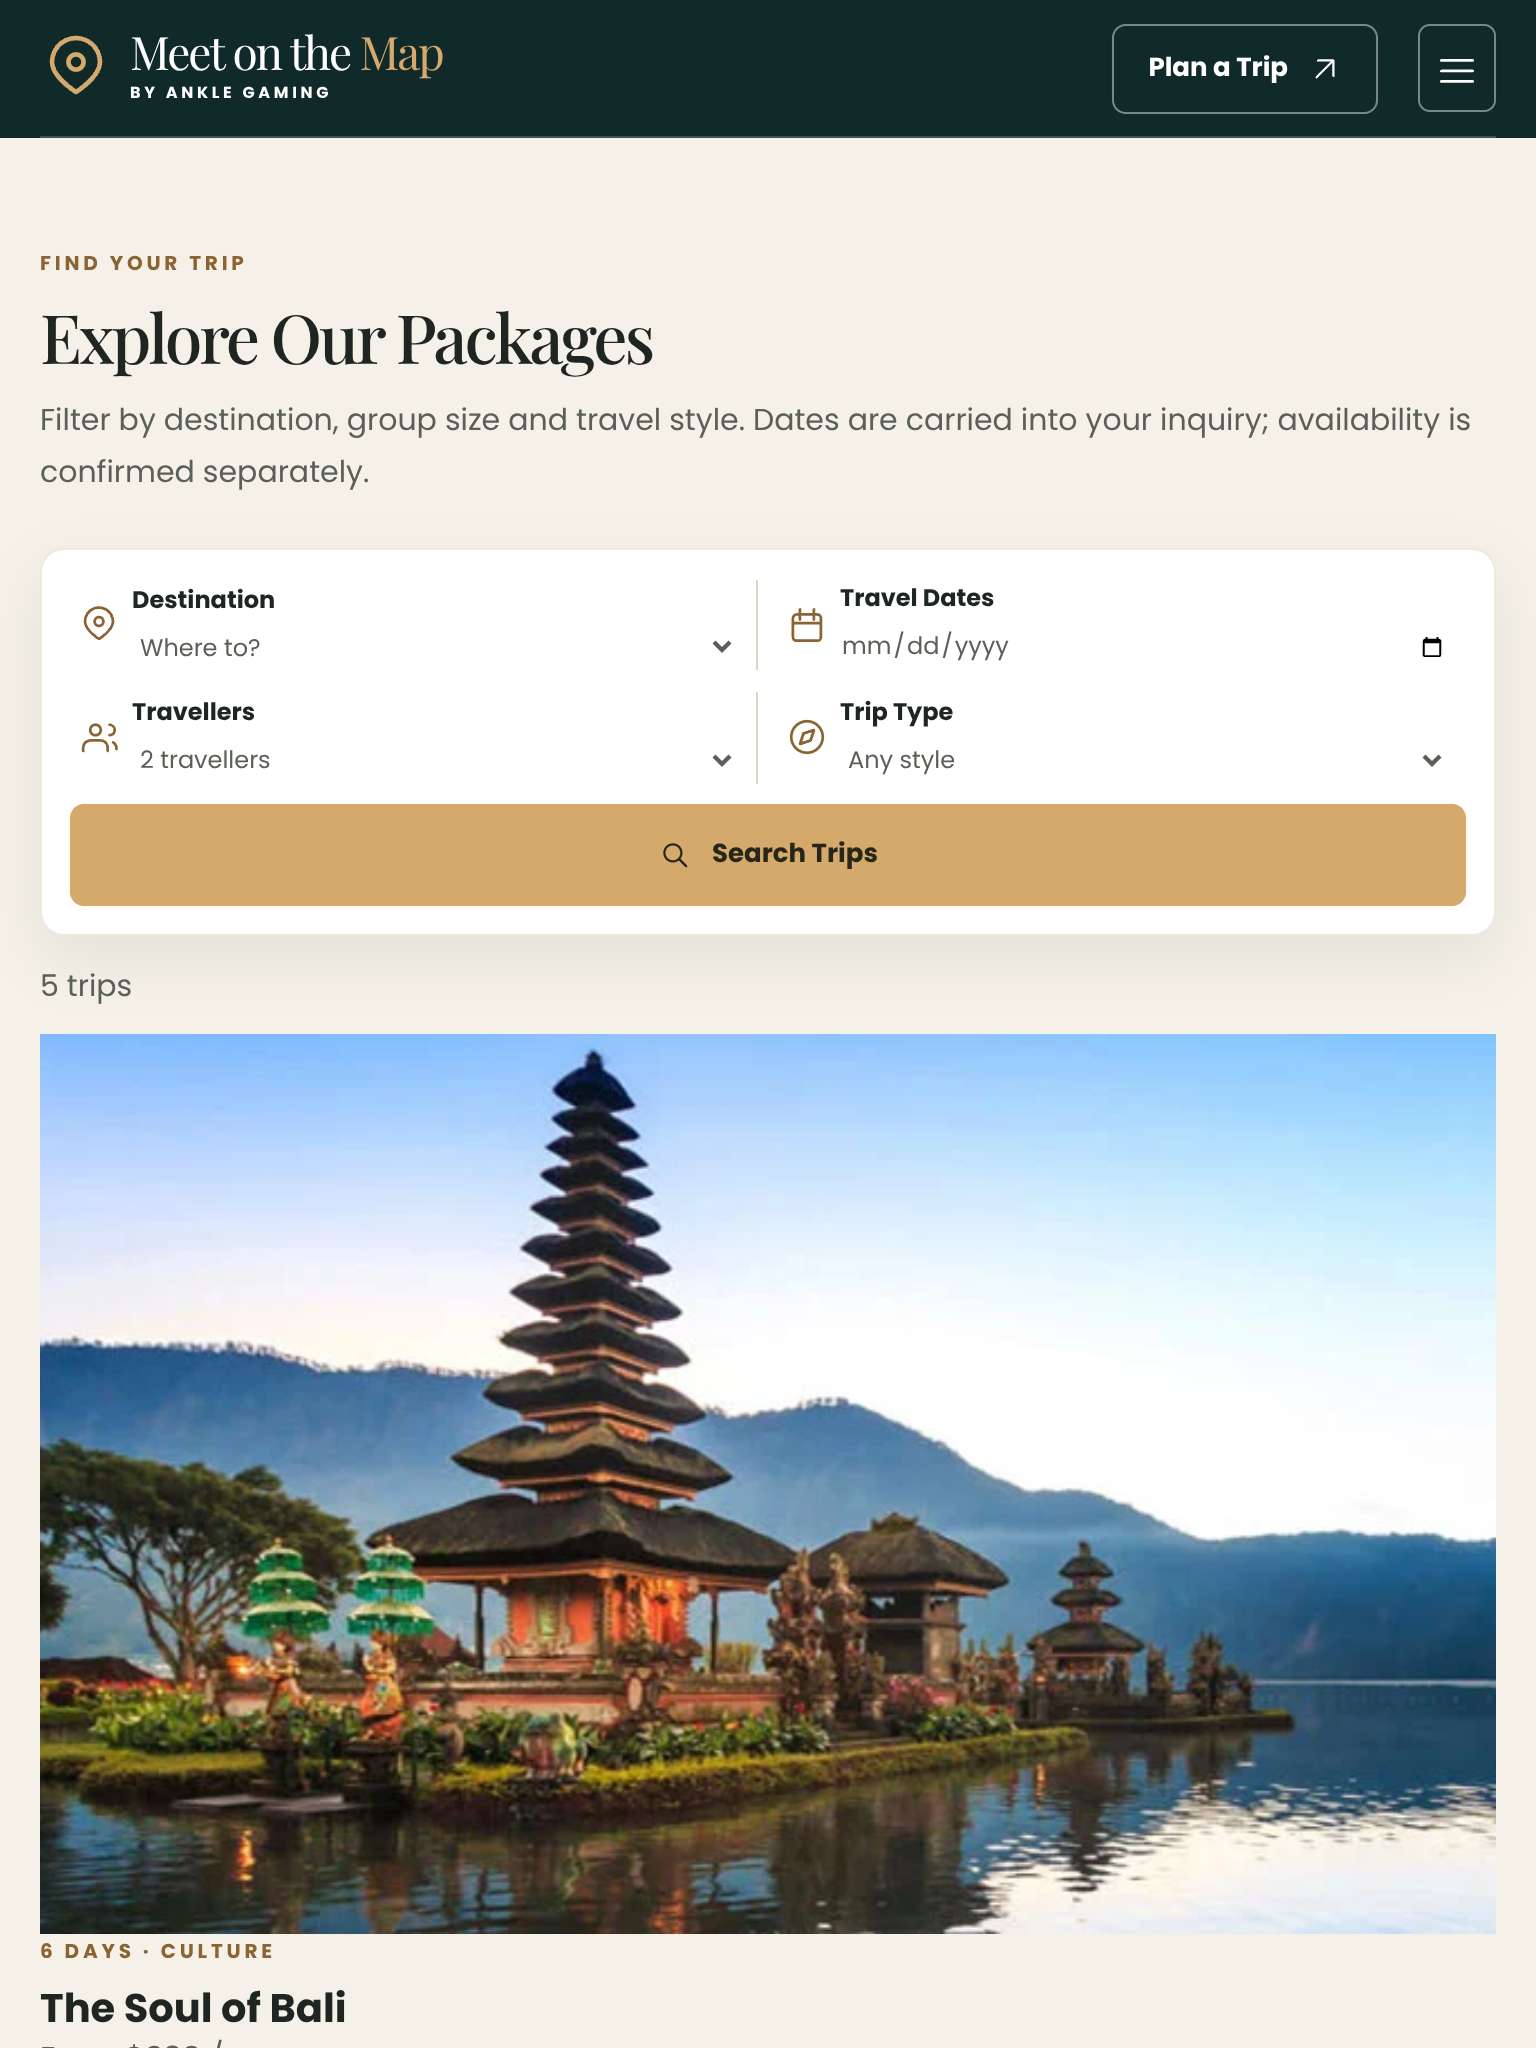 Meet on the Map
BY ANKLE GAMING
Plan a Trip
FIND YOUR TRIP
Explore Our Packages
Filter by destination, group size and travel style. Dates are carried into your inquiry; availability is
confirmed separately.
Destination
Where to?
Travel Dates
mm/dd/yyyy
Travellers
2 travellers
Trip Type
Any style
Search Trips
5 trips
6 DAYS · CULTURE
The Soul of Bali